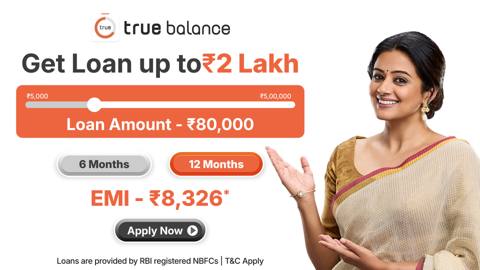 true
true balance
Get Loan up to₹2 Lakh
₹5,000 ₹5,00,000
Loan Amount - ₹80,000
6 Months 12 Months
EMI - ₹8,326*
Apply Now
Loans are provided by RBI registered NBFCs | T&C Apply